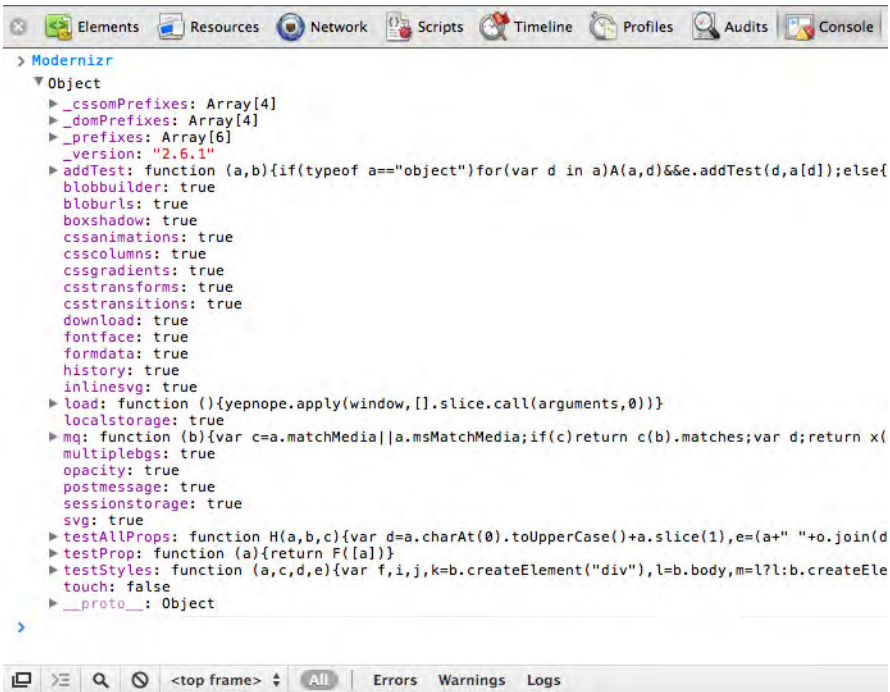 Elements Resources Network Scripts Timeline Profiles Audits Console
> Modernizr
▼ Object
▶ _cssomPrefixes: Array[4]
▶ _domPrefixes: Array[4]
▶ _prefixes: Array[6]
_version: "2.6.1"
▶ addTest: function (a,b){if(typeof a=="object")for(var d in a)A(a,d)&&e.addTest(d,a[d]);else{
blobbuilder: true
bloburls: true
boxshadow: true
cssanimations: true
csscolumns: true
cssgradients: true
csstransforms: true
csstransitions: true
download: true
fontface: true
formdata: true
history: true
inlinesvg: true
▶ load: function (){yepnope.apply(window,[].slice.call(arguments,0))}
localstorage: true
▶ mq: function (b){var c=a.matchMedia||a.msMatchMedia;if(c)return c(b).matches;var d;return x(
multiplebgs: true
opacity: true
postmessage: true
sessionstorage: true
svg: true
▶ testAllProps: function H(a,b,c){var d=a.charAt(0).toUpperCase()+a.slice(1),e=(a+" "+o.join(d
▶ testProp: function (a){return F([a])}
▶ testStyles: function (a,c,d,e){var f,i,j,k=b.createElement("div"),l=b.body,m=l?l:b.createEle
touch: false
▶ __proto__: Object
>
<top frame> All Errors Warnings Logs